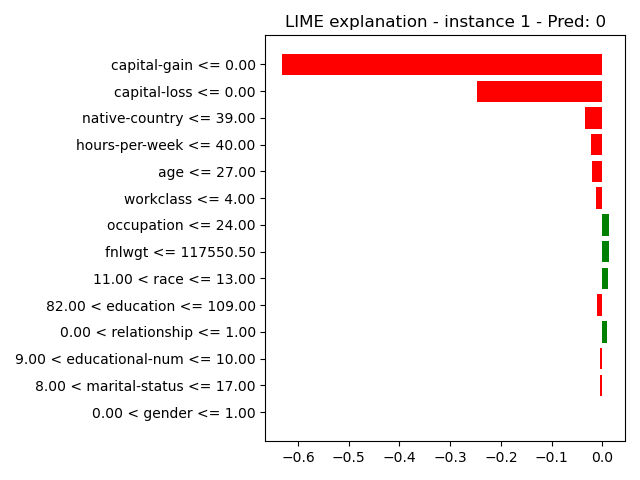 LIME explanation - instance 1 - Pred: 0
capital-gain <= 0.00
capital-loss <= 0.00
native-country <= 39.00
hours-per-week <= 40.00
age <= 27.00
workclass <= 4.00
occupation <= 24.00
fnlwgt <= 117550.50
11.00 < race <= 13.00
82.00 < education <= 109.00
0.00 < relationship <= 1.00
9.00 < educational-num <= 10.00
8.00 < marital-status <= 17.00
0.00 < gender <= 1.00
−0.6 −0.5 −0.4 −0.3 −0.2 −0.1 0.0